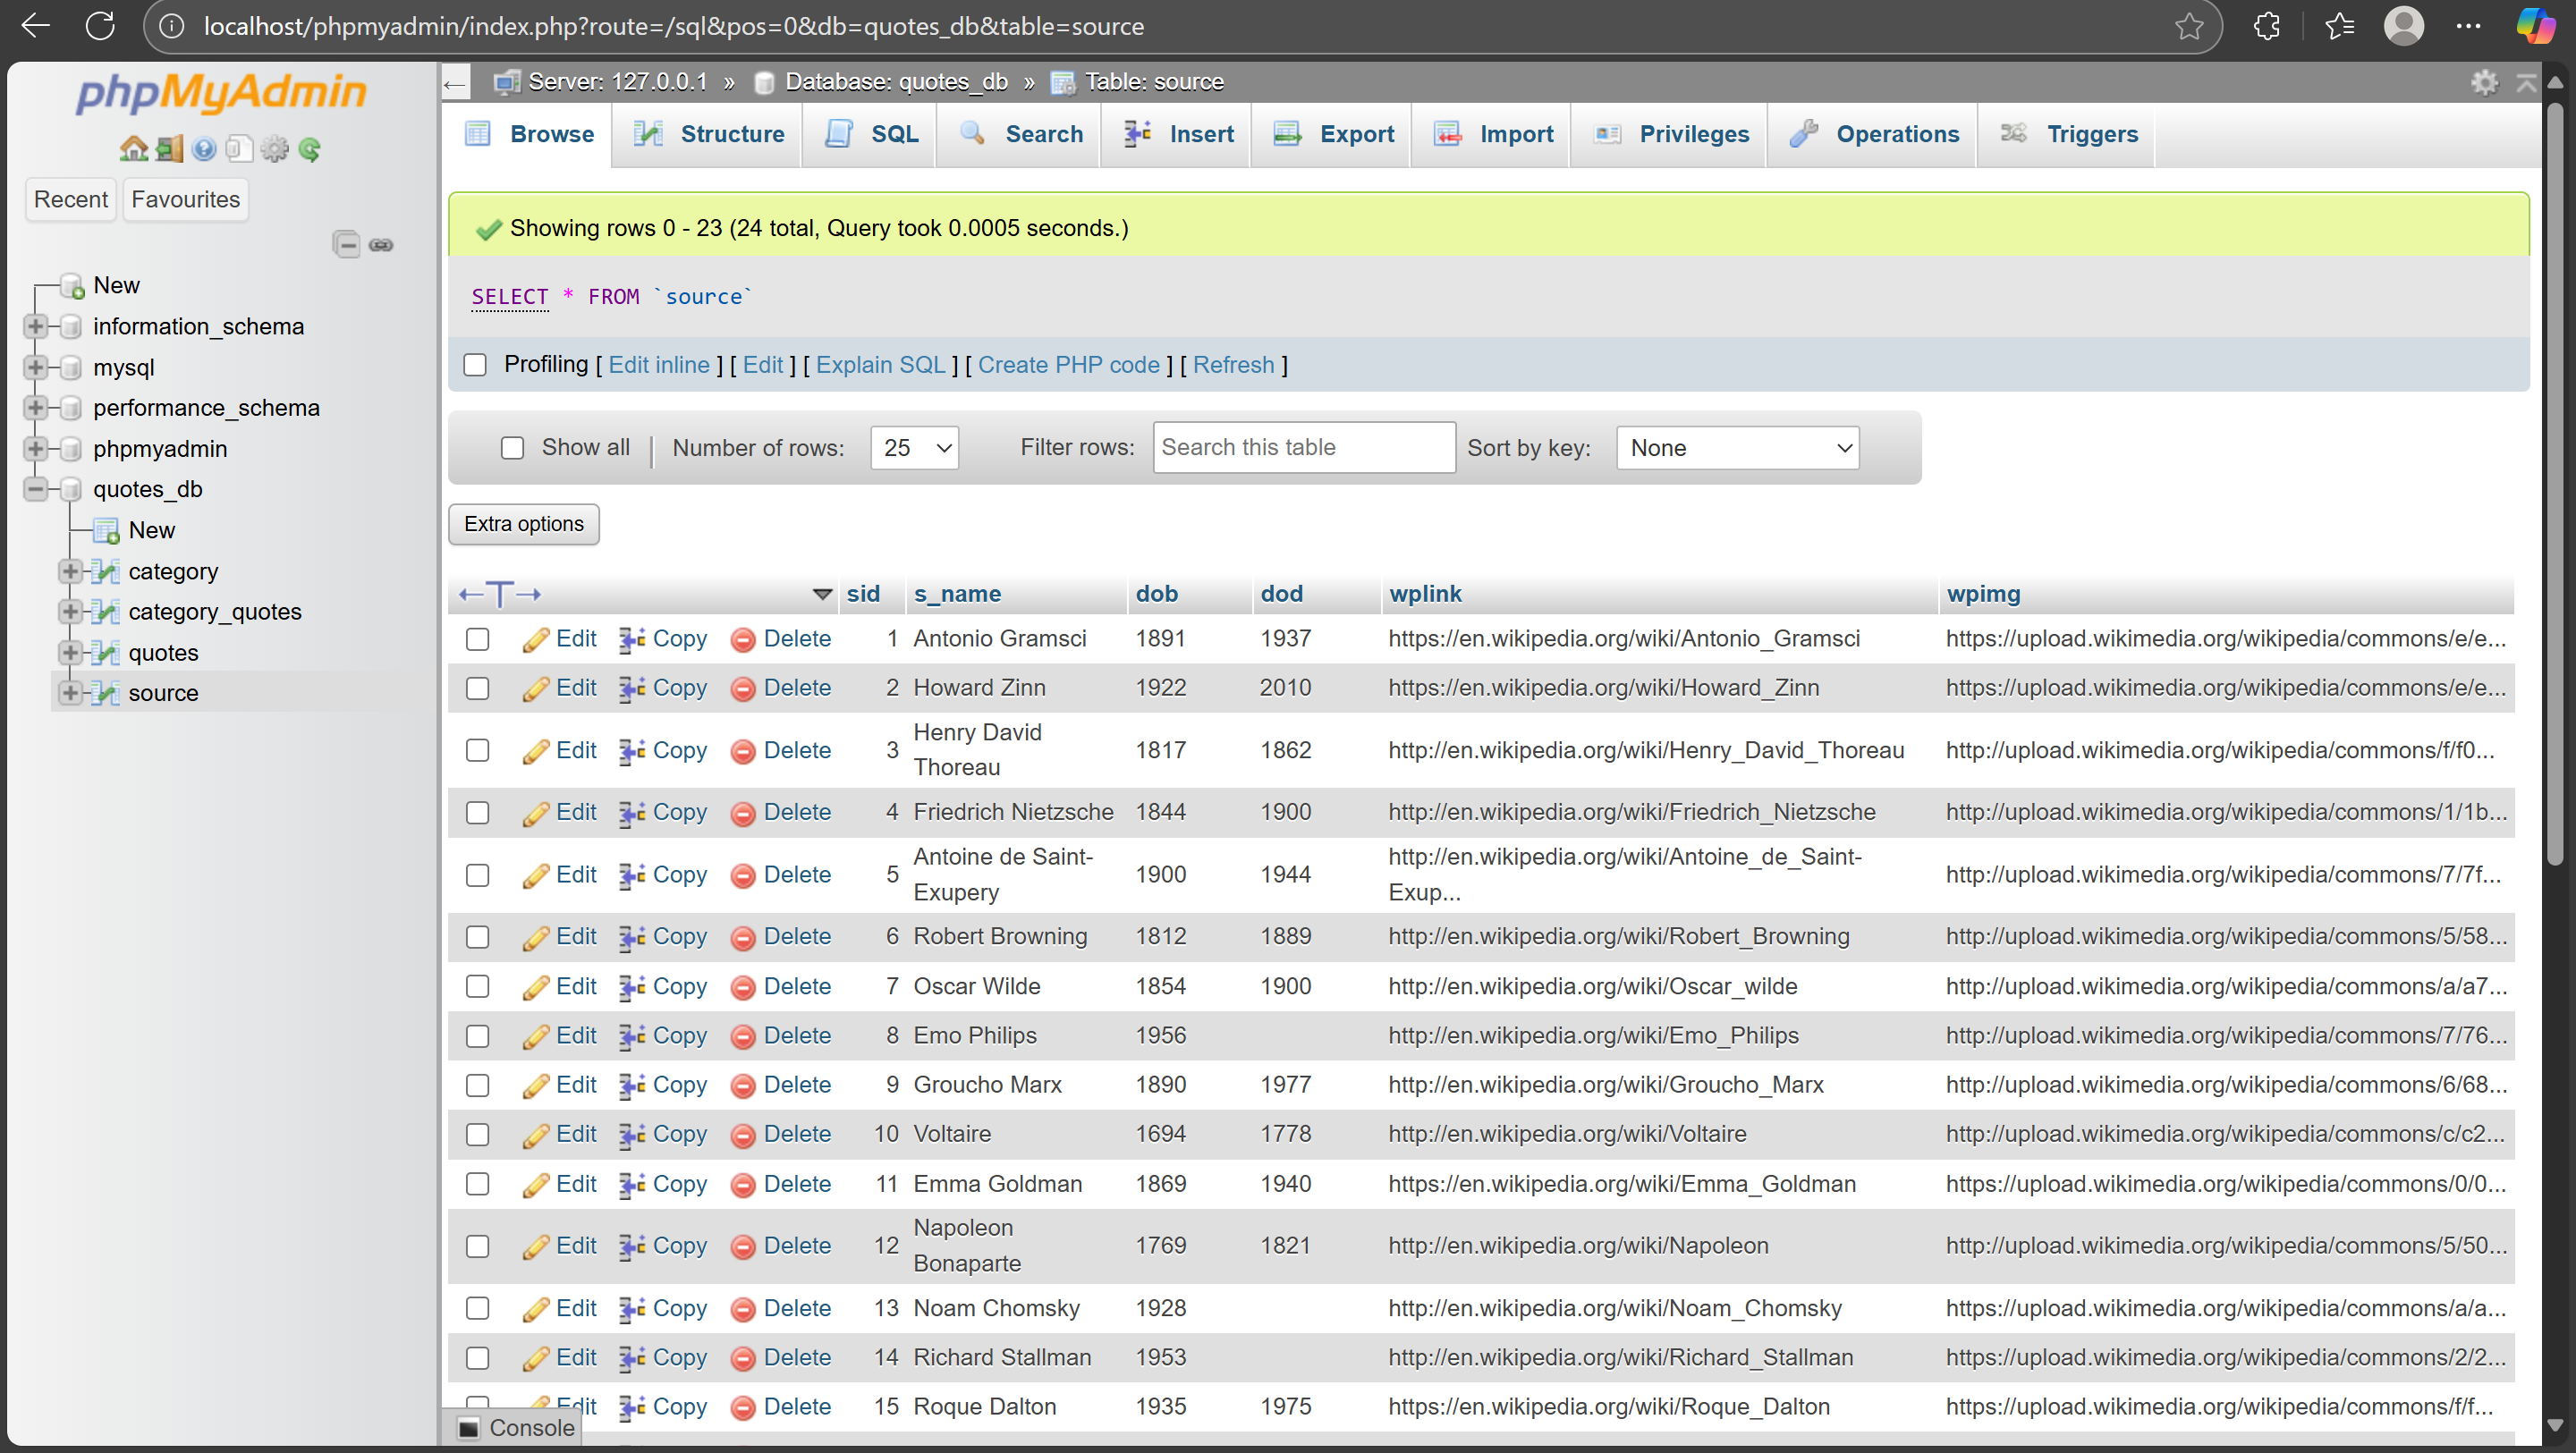 localhost/phpmyadmin/index.php?route=/sql&pos=0&db=quotes_db&table=source
phpMyAdmin
Recent Favourites
New
information_schema
mysql
performance_schema
phpmyadmin
quotes_db
New
category
category_quotes
quotes
source
Server: 127.0.0.1 » Database: quotes_db » Table: source
Browse Structure SQL Search Insert Export Import Privileges Operations Triggers
Showing rows 0 - 23 (24 total, Query took 0.0005 seconds.)
SELECT * FROM `source`
Profiling [ Edit inline ] [ Edit ] [ Explain SQL ] [ Create PHP code ] [ Refresh ]
Show all | Number of rows: 25 Filter rows: Search this table Sort by key: None
Extra options
←T→ sid s_name dob dod wplink wpimg
Edit Copy Delete 1 Antonio Gramsci 1891 1937 https://en.wikipedia.org/wiki/Antonio_Gramsci https://upload.wikimedia.org/wikipedia/commons/e/e...
Edit Copy Delete 2 Howard Zinn 1922 2010 https://en.wikipedia.org/wiki/Howard_Zinn https://upload.wikimedia.org/wikipedia/commons/e/e...
Edit Copy Delete 3 Henry David Thoreau 1817 1862 http://en.wikipedia.org/wiki/Henry_David_Thoreau http://upload.wikimedia.org/wikipedia/commons/f/f0...
Edit Copy Delete 4 Friedrich Nietzsche 1844 1900 http://en.wikipedia.org/wiki/Friedrich_Nietzsche http://upload.wikimedia.org/wikipedia/commons/1/1b...
Edit Copy Delete 5 Antoine de Saint-Exupery 1900 1944 http://en.wikipedia.org/wiki/Antoine_de_Saint-Exup... http://upload.wikimedia.org/wikipedia/commons/7/7f...
Edit Copy Delete 6 Robert Browning 1812 1889 http://en.wikipedia.org/wiki/Robert_Browning http://upload.wikimedia.org/wikipedia/commons/5/58...
Edit Copy Delete 7 Oscar Wilde 1854 1900 http://en.wikipedia.org/wiki/Oscar_wilde http://upload.wikimedia.org/wikipedia/commons/a/a7...
Edit Copy Delete 8 Emo Philips 1956 http://en.wikipedia.org/wiki/Emo_Philips http://upload.wikimedia.org/wikipedia/commons/7/76...
Edit Copy Delete 9 Groucho Marx 1890 1977 http://en.wikipedia.org/wiki/Groucho_Marx http://upload.wikimedia.org/wikipedia/commons/6/68...
Edit Copy Delete 10 Voltaire 1694 1778 http://en.wikipedia.org/wiki/Voltaire http://upload.wikimedia.org/wikipedia/commons/c/c2...
Edit Copy Delete 11 Emma Goldman 1869 1940 https://en.wikipedia.org/wiki/Emma_Goldman https://upload.wikimedia.org/wikipedia/commons/0/0...
Edit Copy Delete 12 Napoleon Bonaparte 1769 1821 http://en.wikipedia.org/wiki/Napoleon http://upload.wikimedia.org/wikipedia/commons/5/50...
Edit Copy Delete 13 Noam Chomsky 1928 http://en.wikipedia.org/wiki/Noam_Chomsky https://upload.wikimedia.org/wikipedia/commons/a/a...
Edit Copy Delete 14 Richard Stallman 1953 http://en.wikipedia.org/wiki/Richard_Stallman https://upload.wikimedia.org/wikipedia/commons/2/2...
Edit Copy Delete 15 Roque Dalton 1935 1975 https://en.wikipedia.org/wiki/Roque_Dalton https://upload.wikimedia.org/wikipedia/commons/f/f...
Console